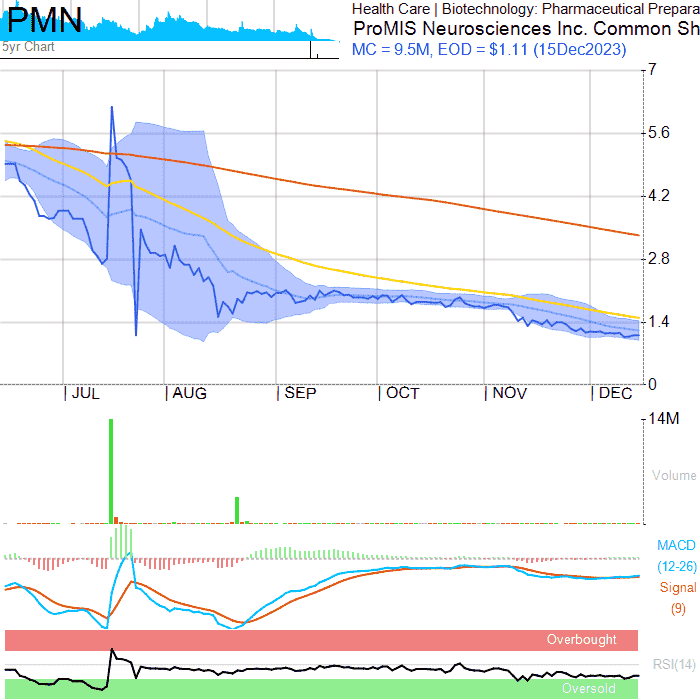 PMN
5yr Chart
Health Care | Biotechnology: Pharmaceutical Prepara
ProMIS Neurosciences Inc. Common Sh
MC = 9.5M, EOD = $1.11 (15Dec2023)
7
5.6
4.2
2.8
1.4
0
JUL AUG SEP OCT NOV DEC
14M
Volume
MACD
(12-26)
Signal
(9)
Overbought
RSI(14)
Oversold